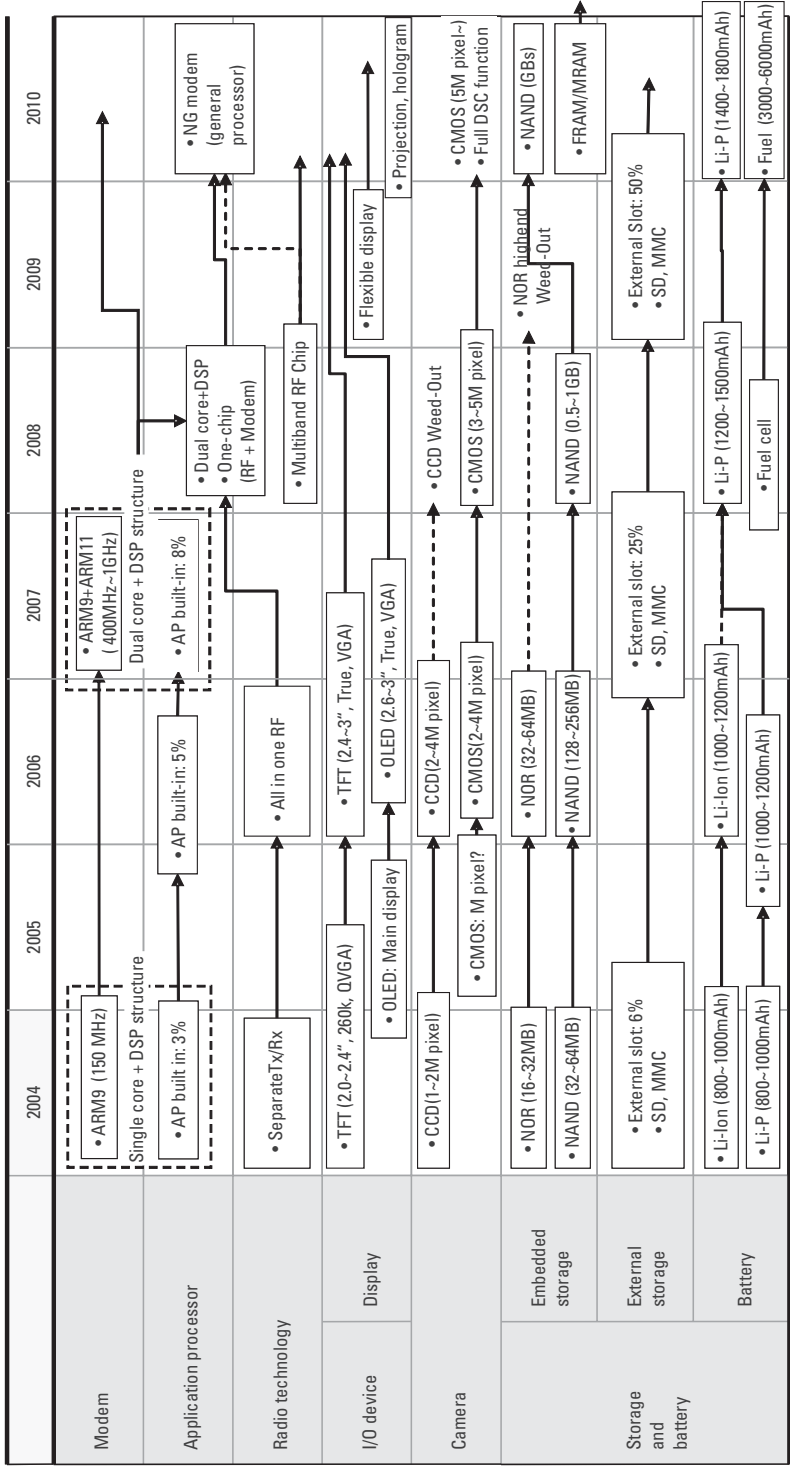 2004
2005
2006
2007
2008
2009
2010
Modem
• ARM9 (150 MHz)
Single core + DSP structure
• ARM9+ARM11
( 400MHz~1GHz)
Dual core + DSP structure
Application processor
• AP built in: 3%
• AP built-in: 5%
• AP built-in: 8%
• Dual core+DSP
• One-chip
(RF + Modem)
• NG modem
(general
processor)
Radio technology
• SeparateTx/Rx
• All in one RF
• Multiband RF Chip
I/O device
Display
• TFT (2.0~2.4”, 260k, QVGA)
• TFT (2.4~3”, True, VGA)
• OLED: Main display
• OLED (2.6~3”, True, VGA)
• Flexible display
• Projection, hologram
Camera
• CCD(1~2M pixel)
• CCD(2~4M pixel)
• CCD Weed-Out
• CMOS: M pixel?
• CMOS(2~4M pixel)
• CMOS (3~5M pixel)
• CMOS (5M pixel~)
• Full DSC function
Storage
and
battery
Embedded
storage
• NOR (16~32MB)
• NOR (32~64MB)
• NOR highend
Weed-Out
• NAND (32~64MB)
• NAND (128~256MB)
• NAND (0.5~1GB)
• NAND (GBs)
• FRAM/MRAM
External
storage
• External slot: 6%
• SD, MMC
• External slot: 25%
• SD, MMC
• External Slot: 50%
• SD, MMC
Battery
• Li-Ion (800~1000mAh)
• Li-Ion (1000~1200mAh)
• Li-P (1200~1500mAh)
• Li-P (1400~1800mAh)
• Li-P (800~1000mAh)
• Li-P (1000~1200mAh)
• Fuel cell
• Fuel (3000~6000mAh)